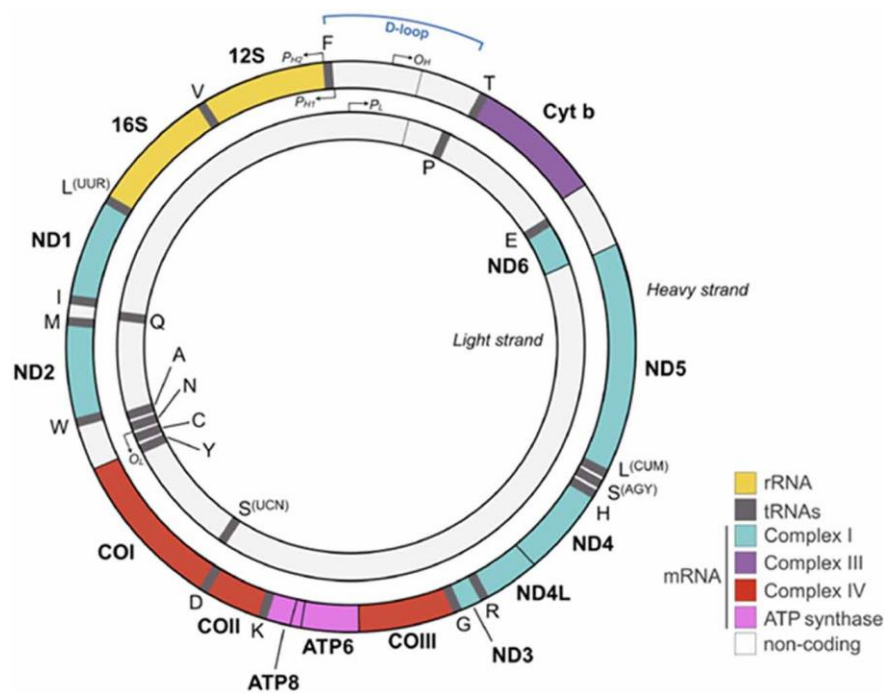 D-loop
12S
F
P_H2
O_H
T
V
P_H1
P_L
Cyt b
16S
P
L(UUR)
E
ND6
ND1
Heavy strand
I
M
Q
Light strand
ND2
A
ND5
N
W
C
O_L
Y
L(CUM)
S(AGY)
S(UCN)
H
COI
ND4
D
COII
K
ATP8
ATP6
COIII
G
R
ND4L
ND3
rRNA
tRNAs
mRNA
Complex I
Complex III
Complex IV
ATP synthase
non-coding